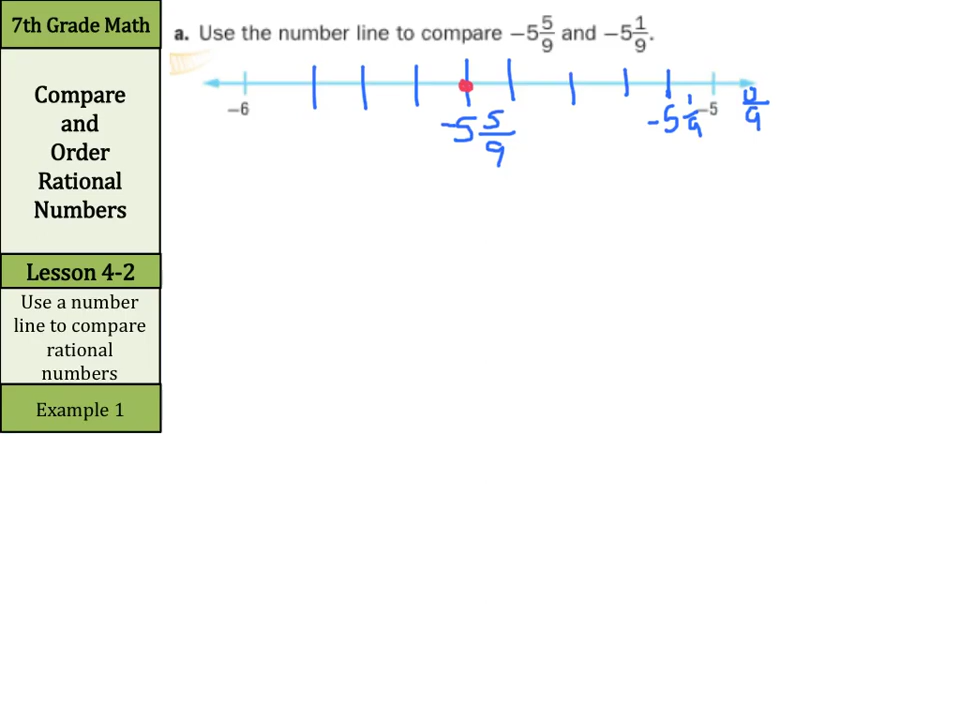 7th Grade Math
Compare
and
Order
Rational
Numbers
Lesson 4-2
Use a number
line to compare
rational
numbers
Example 1
a. Use the number line to compare −5 5/9 and −5 1/9.
−6
-5 5/9
-5 1/9
−5
0/9